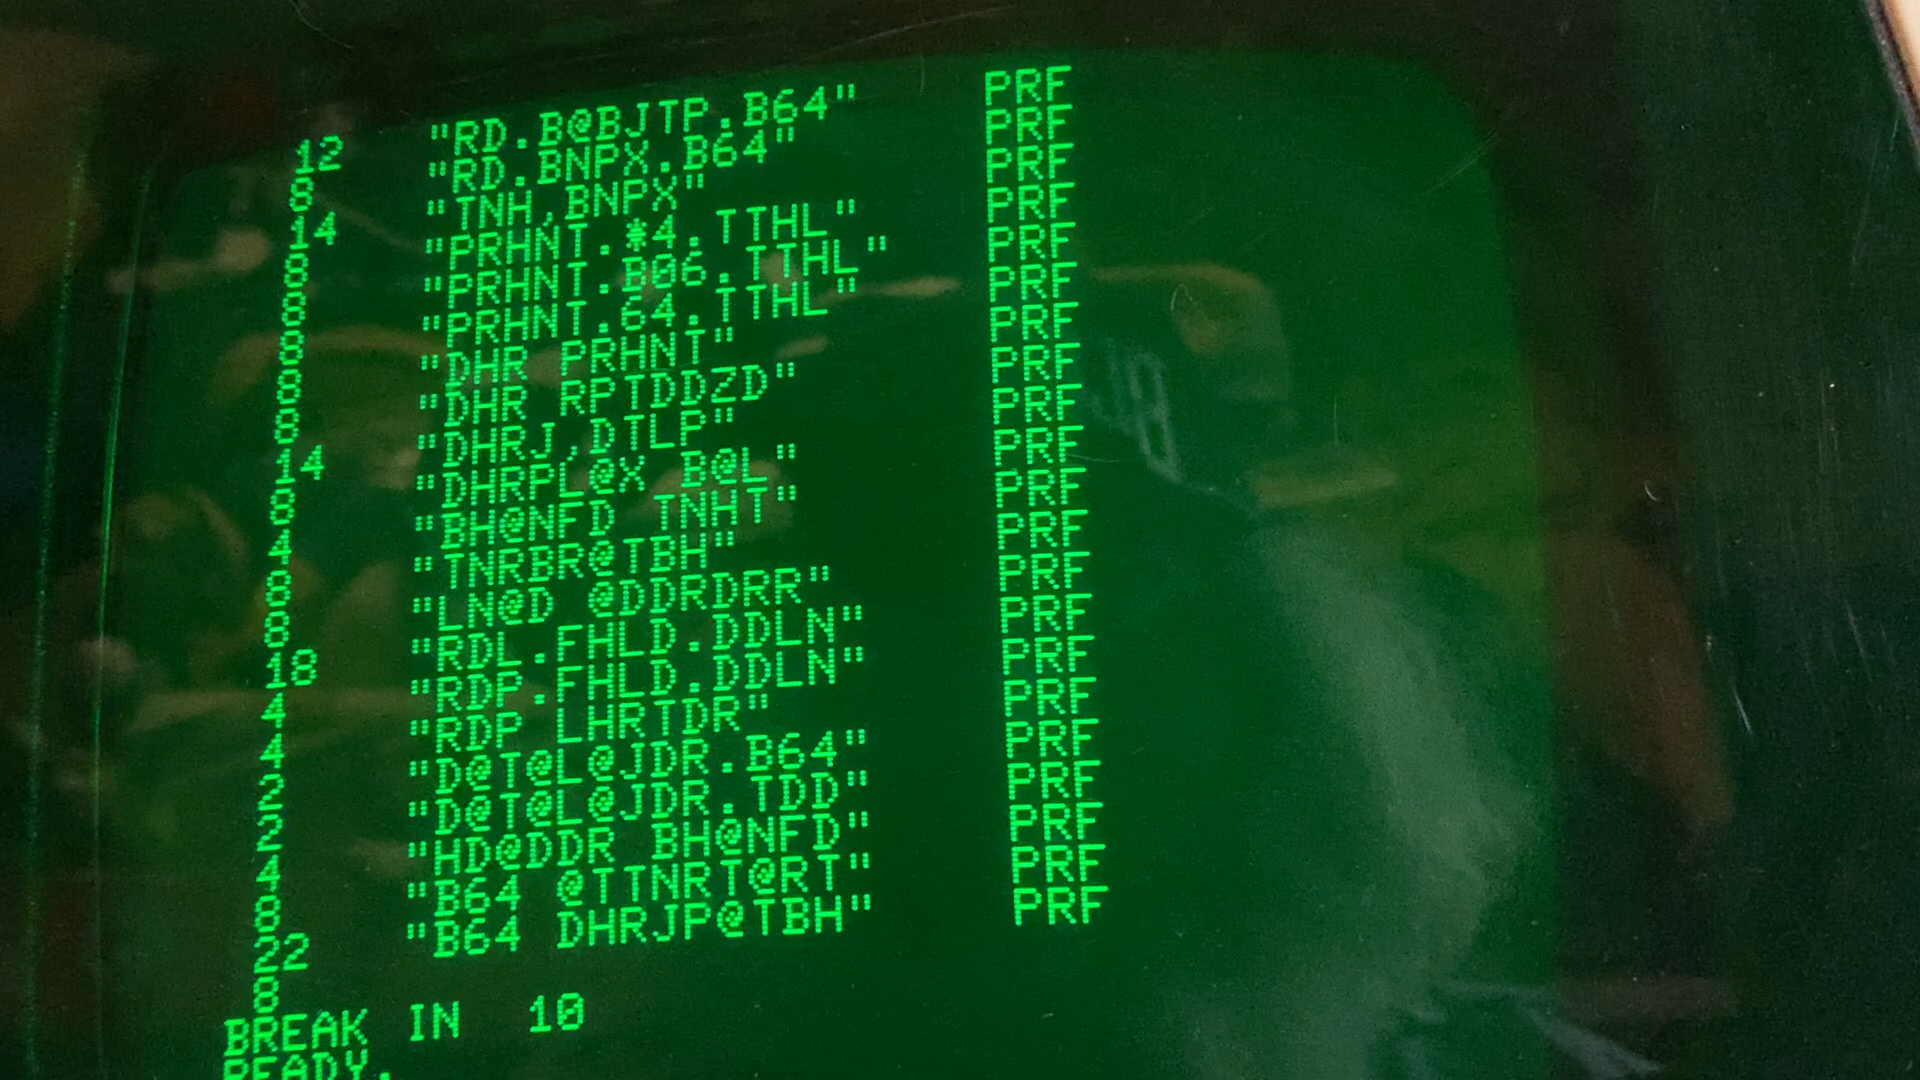 12 "RD.B@BJTP.B64" PRF
8 "RD.BNPX.B64" PRF
14 "TNH,BNPX" PRF
8 "PRHNT.*4.TTHL" PRF
8 "PRHNT.B06.TTHL" PRF
8 "PRHNT.64.TTHL" PRF
8 "DHR PRHNT" PRF
8 "DHR RPTDDZD" PRF
14 "DHRJ,DTLP" PRF
8 "DHRPL@X B@L" PRF
4 "BH@NFD TNHT" PRF
8 "TNRBR@TBH" PRF
8 "LN@D @DDRDRR" PRF
18 "RDL.FHLD.DDLN" PRF
4 "RDP.FHLD.DDLN" PRF
4 "RDP LHRTDR" PRF
2 "D@T@L@JDR.B64" PRF
2 "D@T@L@JDR.TDD" PRF
4 "HD@DDR BH@NFD" PRF
8 "B64 @TTNRT@RT" PRF
22 "B64 DHRJP@TBH" PRF
8
BREAK IN 10
READY.